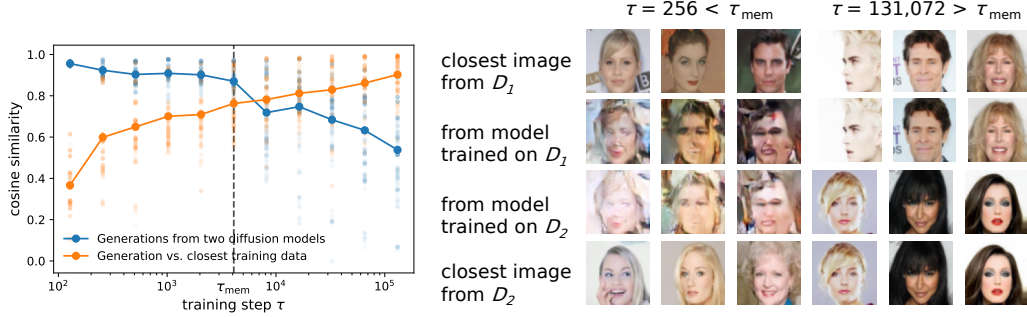 1.0
0.8
0.6
0.4
0.2
0.0
cosine similarity
Generations from two diffusion models
Generation vs. closest training data
10²
10³
τmem
10⁴
10⁵
training step τ
τ = 256 < τmem
τ = 131,072 > τmem
closest image
from D₁
from model
trained on D₁
from model
trained on D₂
closest image
from D₂